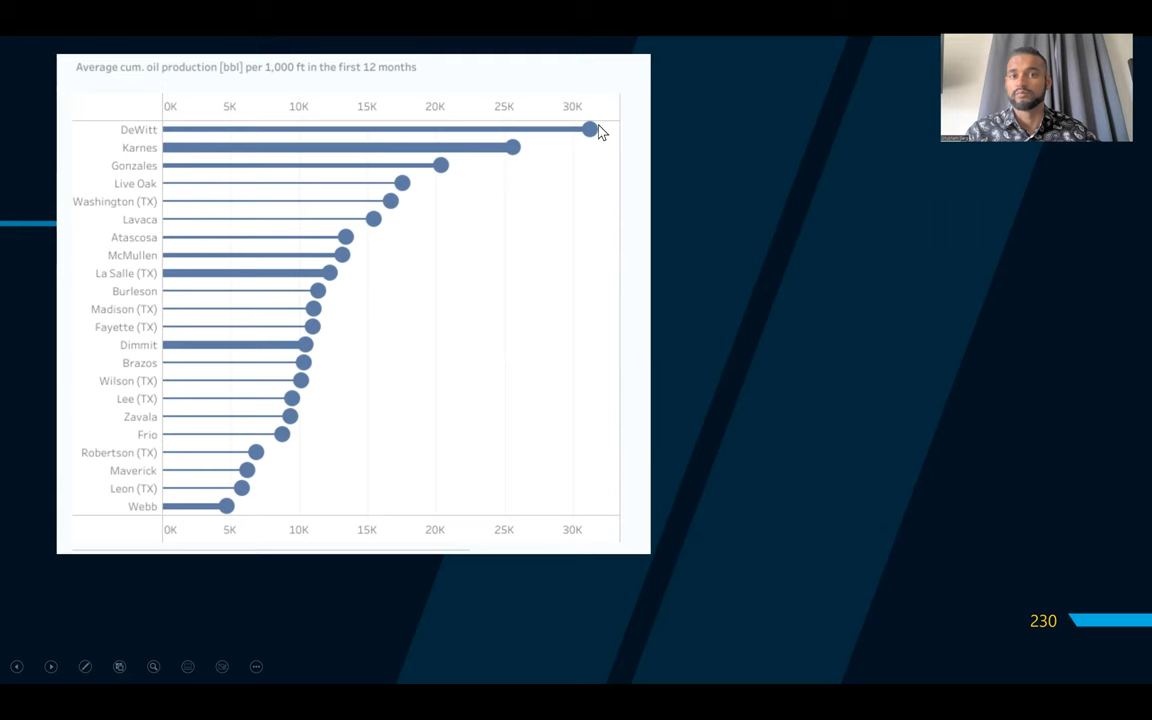 Average cum. oil production [bbl] per 1,000 ft in the first 12 months
0K 5K 10K 15K 20K 25K 30K
DeWitt
Karnes
Gonzales
Live Oak
Washington (TX)
Lavaca
Atascosa
McMullen
La Salle (TX)
Burleson
Madison (TX)
Fayette (TX)
Dimmit
Brazos
Wilson (TX)
Lee (TX)
Zavala
Frio
Robertson (TX)
Maverick
Leon (TX)
Webb
0K 5K 10K 15K 20K 25K 30K
230